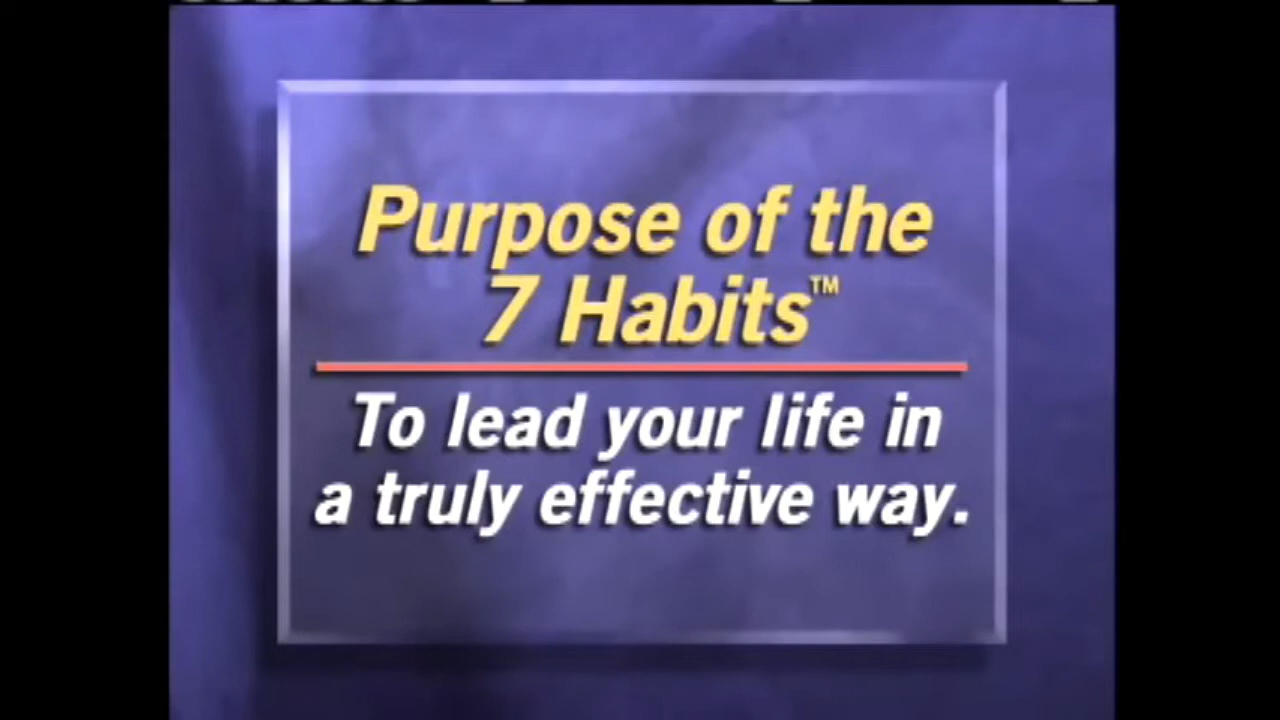 Purpose of the
7 Habits™
To lead your life in
a truly effective way.